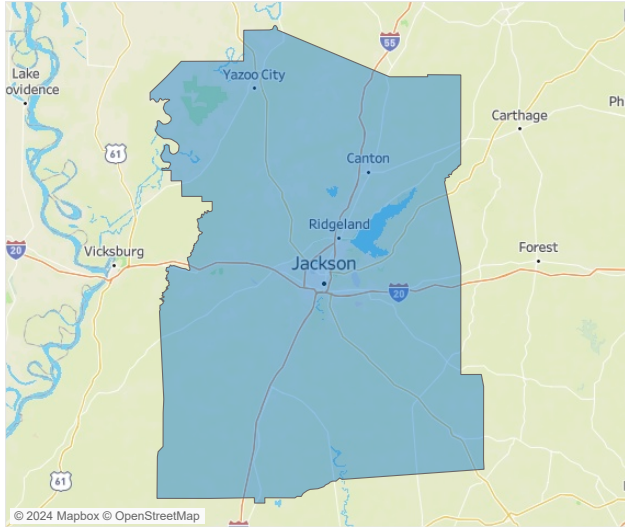 55
Lake
ovidence
Yazoo City
Carthage
Ph
61
Canton
Ridgeland
20
Vicksburg
Forest
Jackson
20
61
© 2024 Mapbox © OpenStreetMap